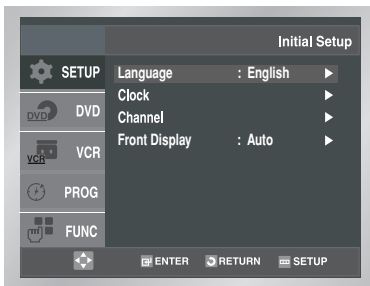 Initial Setup
SETUP
Language : English
Clock
DVD DVD
Channel
Front Display : Auto
VCR VCR
PROG
FUNC
ENTER RETURN SETUP